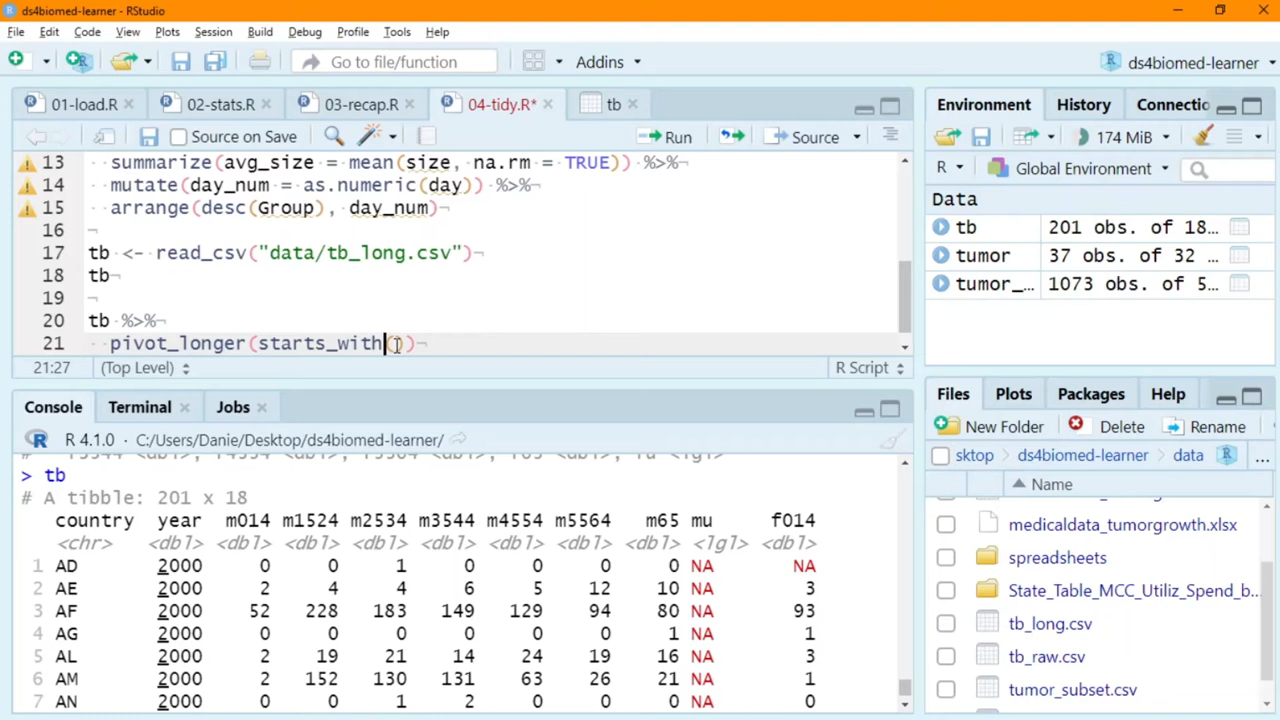 ds4biomed-learner - RStudio
File Edit Code View Plots Session Build Debug Profile Tools Help
Go to file/function Addins ds4biomed-learner
01-load.R 02-stats.R 03-recap.R 04-tidy.R* tb
Source on Save Run Source
13 summarize(avg_size = mean(size, na.rm = TRUE)) %>%
14 mutate(day_num = as.numeric(day)) %>%
15 arrange(desc(Group), day_num)
16
17 tb <- read_csv("data/tb_long.csv")
18 tb
19
20 tb %>%
21 pivot_longer(starts_with())
21:27 (Top Level) R Script
Console Terminal Jobs
R 4.1.0 · C:/Users/Danie/Desktop/ds4biomed-learner/
> tb
# A tibble: 201 x 18
country year m014 m1524 m2534 m3544 m4554 m5564 m65 mu f014
<chr> <dbl> <dbl> <dbl> <dbl> <dbl> <dbl> <dbl> <dbl> <lgl> <dbl>
1 AD 2000 0 0 1 0 0 0 0 NA NA
2 AE 2000 2 4 4 6 5 12 10 NA 3
3 AF 2000 52 228 183 149 129 94 80 NA 93
4 AG 2000 0 0 0 0 0 0 1 NA 1
5 AL 2000 2 19 21 14 24 19 16 NA 3
6 AM 2000 2 152 130 131 63 26 21 NA 1
7 AN 2000 0 0 1 2 0 0 0 NA 0
Environment History Connectio
174 MiB
R Global Environment
Data
tb 201 obs. of 18…
tumor 37 obs. of 32 …
tumor_… 1073 obs. of 5…
Files Plots Packages Help
New Folder Delete Rename
sktop ds4biomed-learner data ...
Name
medicaldata_tumorgrowth.xlsx
spreadsheets
State_Table_MCC_Utiliz_Spend_b...
tb_long.csv
tb_raw.csv
tumor_subset.csv